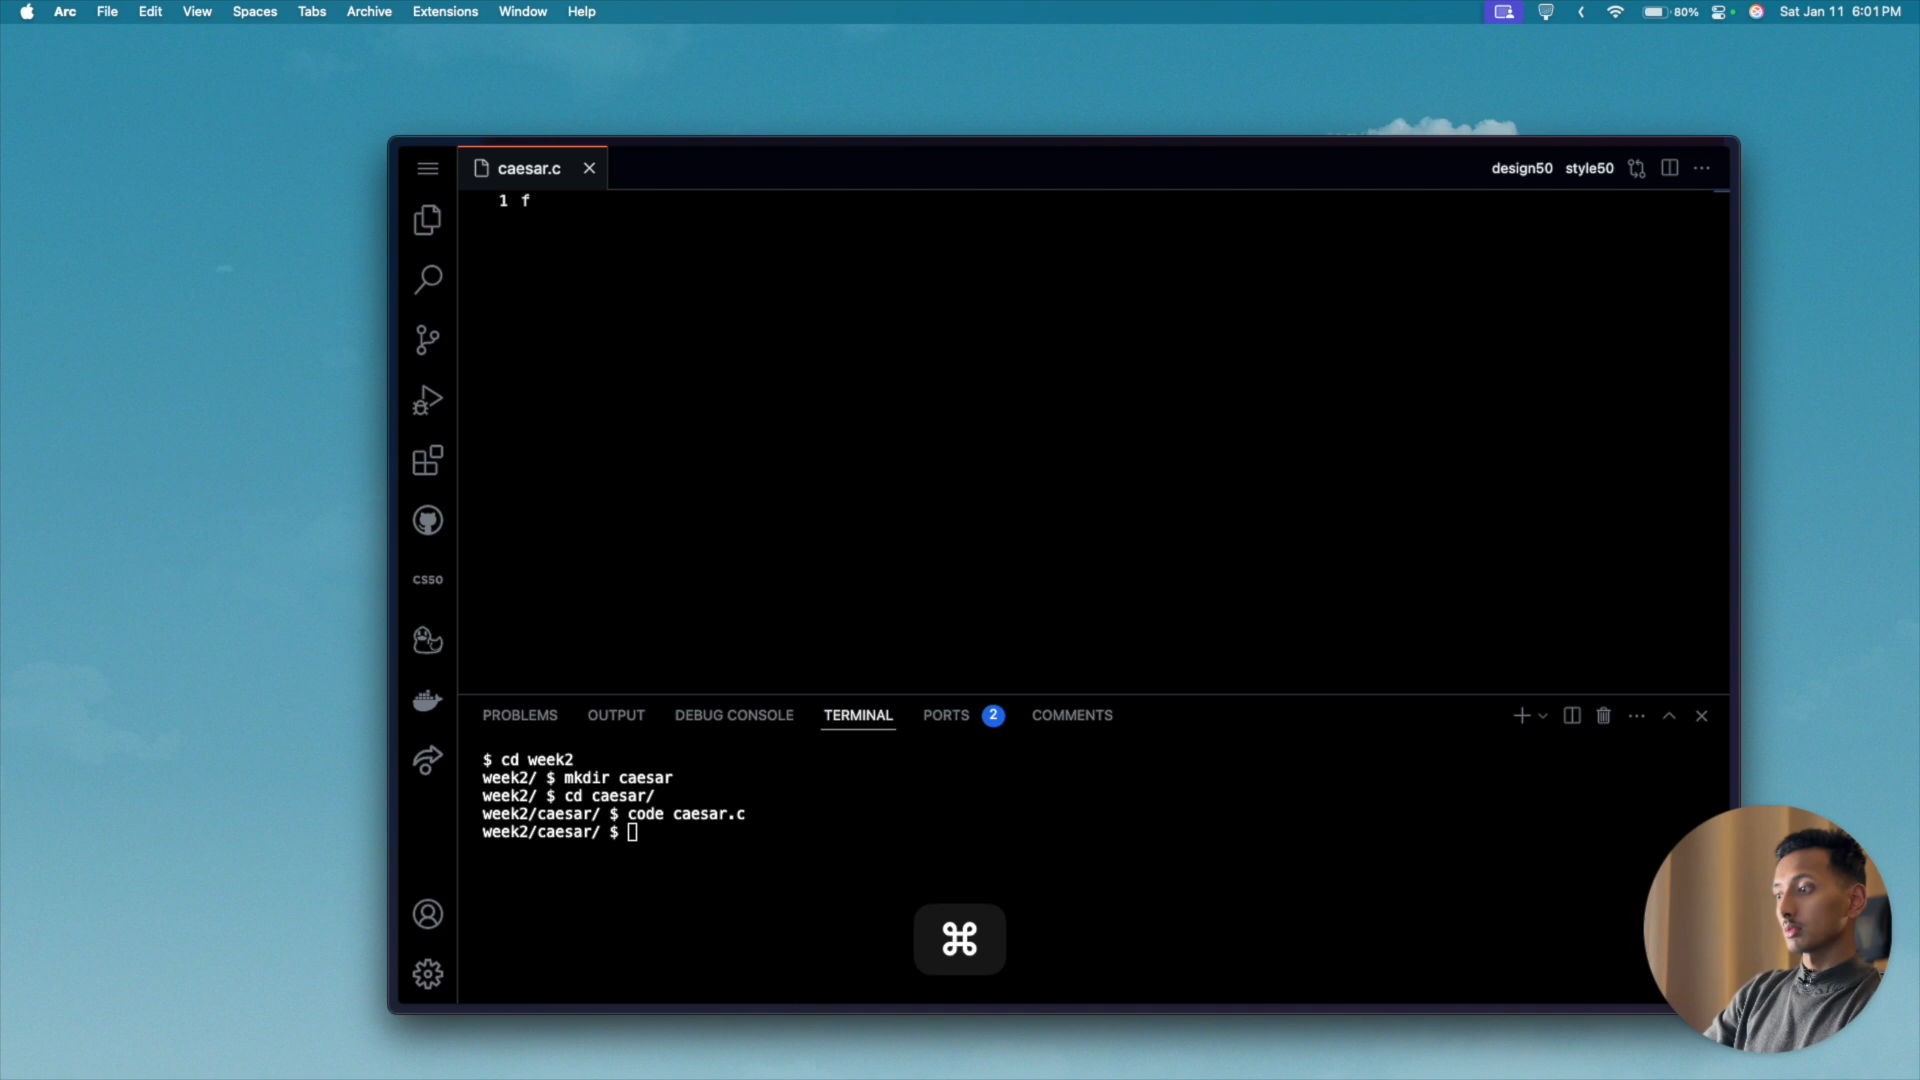 Arc File Edit View Spaces Tabs Archive Extensions Window Help 80% Sat Jan 11 6:01 PM
caesar.c design50 style50
1 f
CS50
PROBLEMS OUTPUT DEBUG CONSOLE TERMINAL PORTS 2 COMMENTS
$ cd week2
week2/ $ mkdir caesar
week2/ $ cd caesar/
week2/caesar/ $ code caesar.c
week2/caesar/ $
⌘